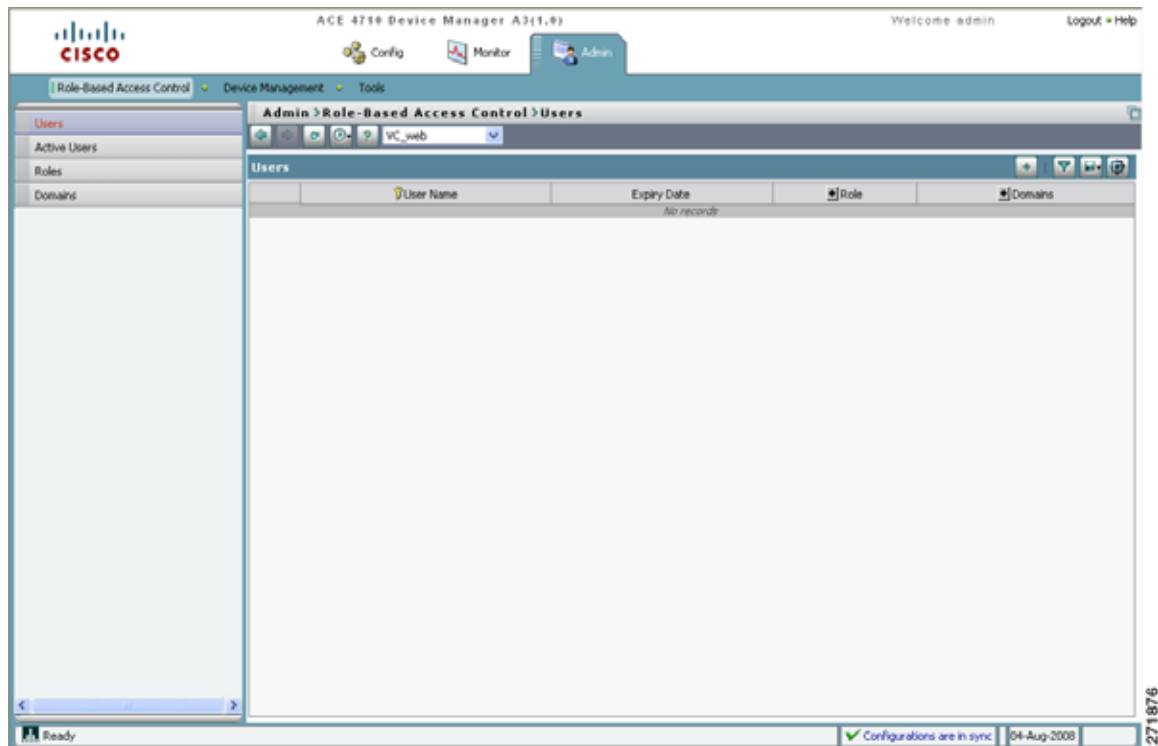 ACE 4710 Device Manager A3(1.0)
Welcome admin
Logout
Help
CISCO
Config
Monitor
Admin
Role-Based Access Control
Device Management
Tools
Users
Active Users
Roles
Domains
Admin >Role-Based Access Control >Users
VC_web
Users
User Name
Expiry Date
Role
Domains
No records
Ready
Configurations are in sync
04-Aug-2008
271876